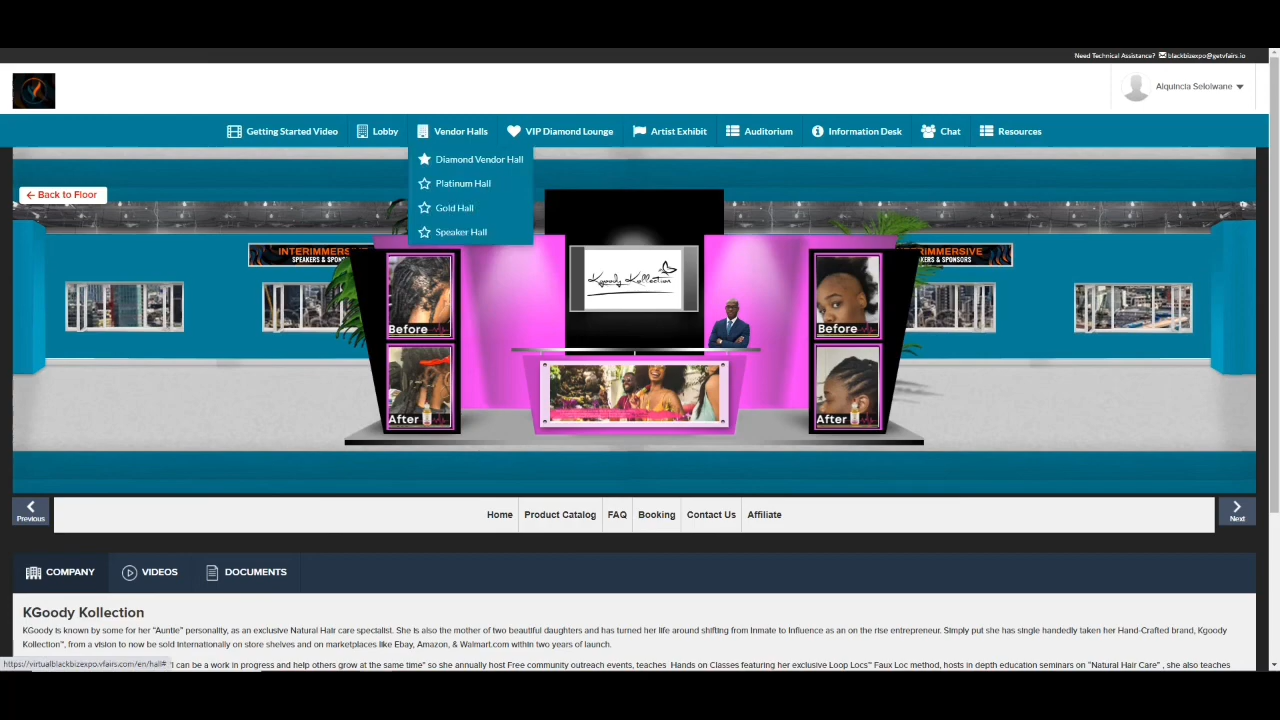 Need Technical Assistance? blackbizexpo@getvfairs.io
Alquincia Selolwane
Getting Started Video Lobby Vendor Halls VIP Diamond Lounge Artist Exhibit Auditorium Information Desk Chat Resources
Diamond Vendor Hall
Platinum Hall
Gold Hall
Speaker Hall
Back to Floor
INTERIMMERS
SPEAKERS & SPONSO
RIMMERSIVE
KERS & SPONSORS
Kgoody Kollection
Before
Before
After
After
Previous
Home Product Catalog FAQ Booking Contact Us Affiliate
Next
COMPANY VIDEOS DOCUMENTS
KGoody Kollection
KGoody is known by some for her "Auntie" personality, as an exclusive Natural Hair care specialist. She is also the mother of two beautiful daughters and has turned her life around shifting from Inmate to Influence as an on the rise entrepreneur. Simply put she has single handedly taken her Hand-Crafted brand, Kgoody
Kollection™, from a vision to now be sold Internationally on store shelves and on marketplaces like Ebay, Amazon, & Walmart.com within two years of launch.
https://virtualblackbizexpo.vfairs.com/en/hall#
"I can be a work in progress and help others grow at the same time" so she annually host Free community outreach events, teaches Hands on Classes featuring her exclusive Loop Locs™ Faux Loc method, hosts in depth education seminars on "Natural Hair Care" , she also teaches